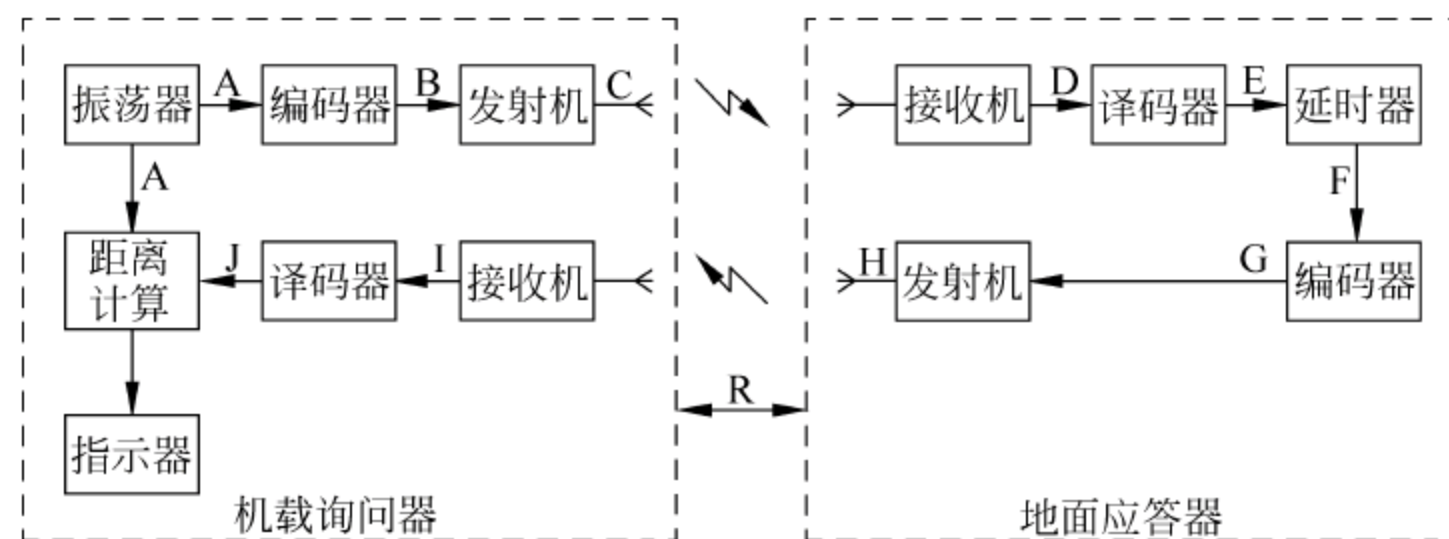 振荡器 A 编码器 B 发射机 C 接收机 D 译码器 E 延时器
A F
距离
计算 J 译码器 I 接收机 H 发射机 G 编码器
R
指示器
机载询问器 地面应答器